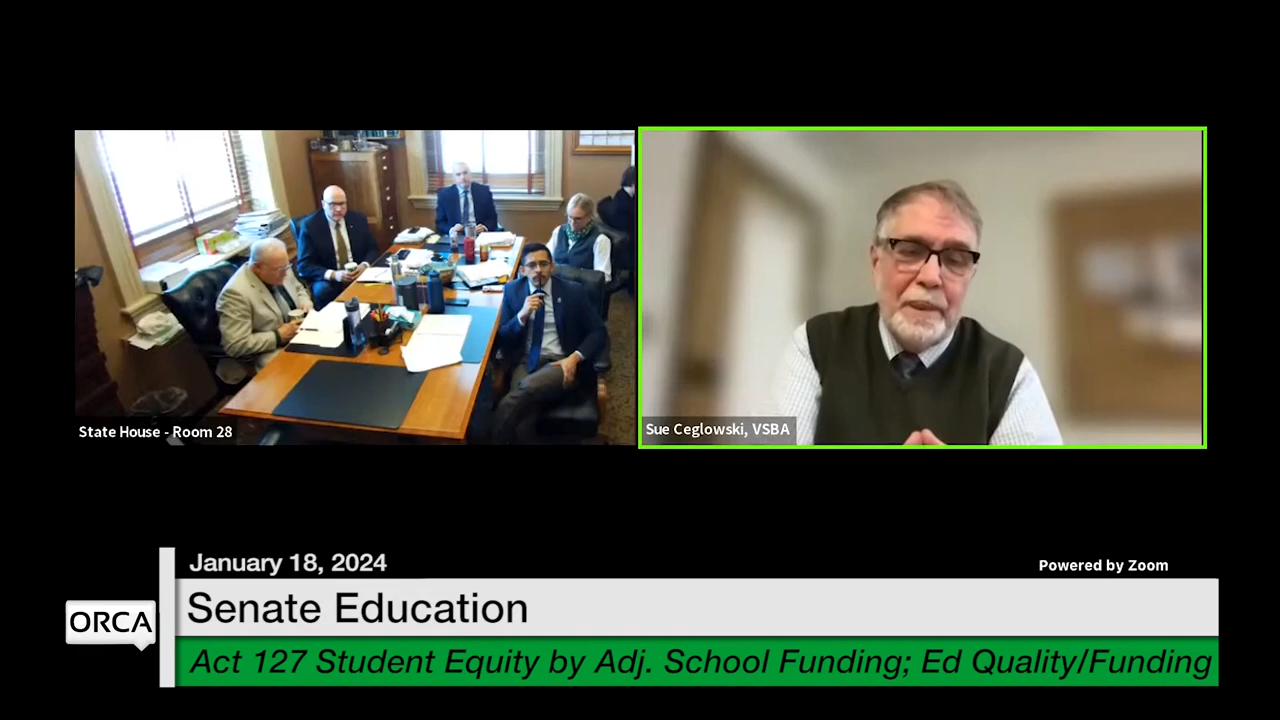 State House - Room 28
Sue Ceglowski, VSBA
January 18, 2024
Powered by Zoom
Senate Education
ORCA
Act 127 Student Equity by Adj. School Funding; Ed Quality/Funding